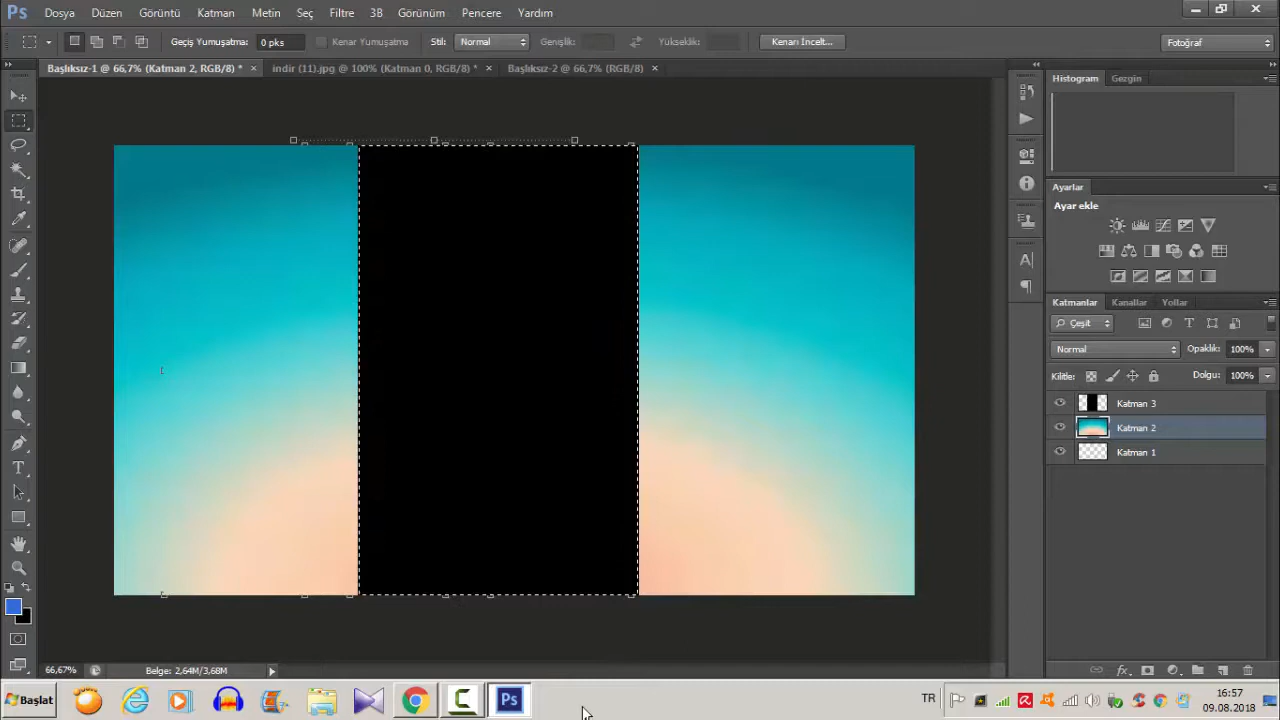 Ps Dosya Düzen Görüntü Katman Metin Seç Filtre 3B Görünüm Pencere Yardım
Geçiş Yumuşatma: 0 pks Kenar Yumuşatma Stil: Normal Genişlik: Yükseklik: Kenarı İncelt... Fotoğraf
Başlıksız-1 @ 66,7% (Katman 2, RGB/8) * indir (11).jpg @ 100% (Katman 0, RGB/8) * Başlıksız-2 @ 66,7% (RGB/8)
Histogram Gezgin
Ayarlar
Ayar ekle
Katmanlar Kanallar Yollar
Çeşit
Normal Opaklık: 100%
Kilitle: Dolgu: 100%
Katman 3
Katman 2
Katman 1
66,67% Belge: 2,64M/3,68M
Başlat Ps TR 16:57
09.08.2018